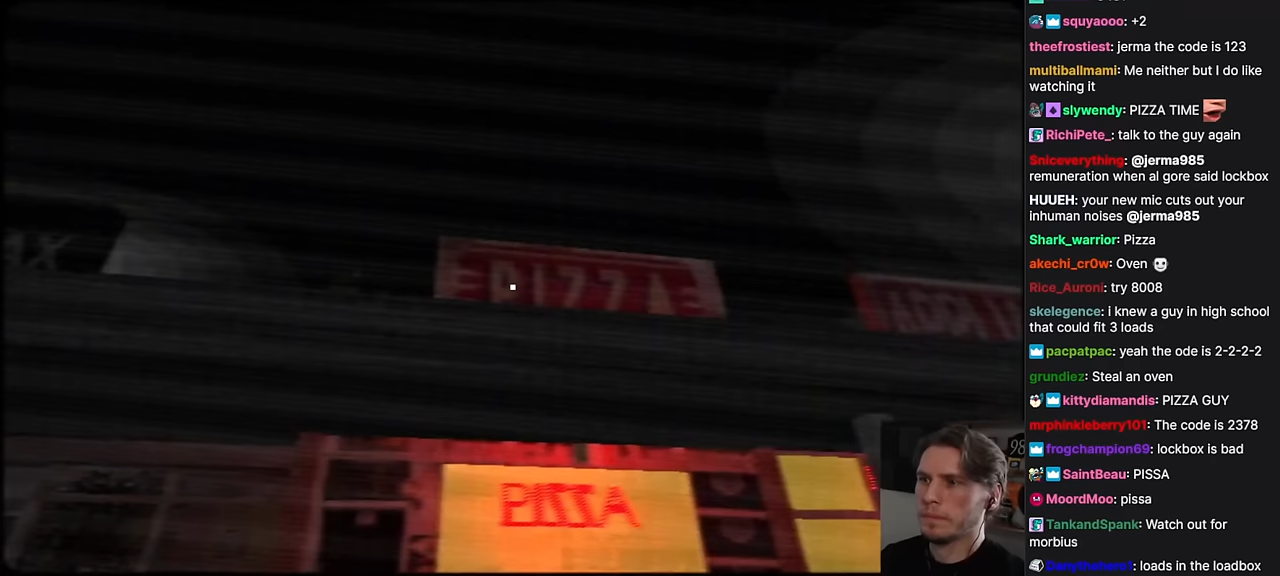 AX
PIZZA
PIZZA
98
squyaooo: +2
theefrostiest: jerma the code is 123
multiballmami: Me neither but I do like
watching it
slywendy: PIZZA TIME
RichiPete_: talk to the guy again
Sniceverything: @jerma985
remuneration when al gore said lockbox
HUUEH: your new mic cuts out your
inhuman noises @jerma985
Shark_warrior: Pizza
akechi_cr0w: Oven
Rice_Auroni: try 8008
skelegence: i knew a guy in high school
that could fit 3 loads
pacpatpac: yeah the ode is 2-2-2-2
grundiez: Steal an oven
kittydiamandis: PIZZA GUY
mrphinkleberry101: The code is 2378
frogchampion69: lockbox is bad
SaintBeau: PISSA
MoordMoo: pissa
TankandSpank: Watch out for
morbius
Danythehero1: loads in the loadbox